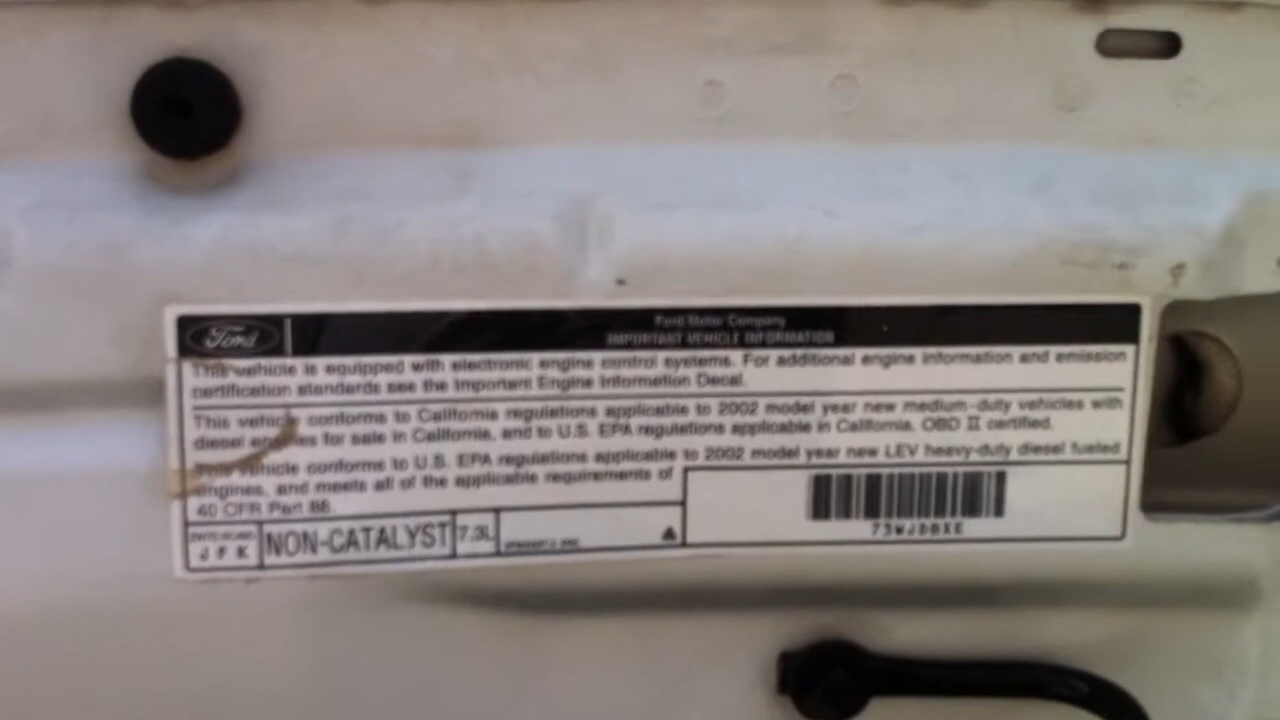 Ford
Ford Motor Company
IMPORTANT VEHICLE INFORMATION
This vehicle is equipped with electronic engine control systems. For additional engine information and emission
certification standards see the Important Engine Information Decal.
This vehicle conforms to California regulations applicable to 2002 model year new medium-duty vehicles with
diesel engines for sale in California, and to U.S. EPA regulations applicable in California. OBD II certified.
This vehicle conforms to U.S. EPA regulations applicable to 2002 model year new LEV heavy-duty diesel fueled
engines, and meets all of the applicable requirements of
40 CFR Part 86.
J F K
NON-CATALYST
7.3L
A